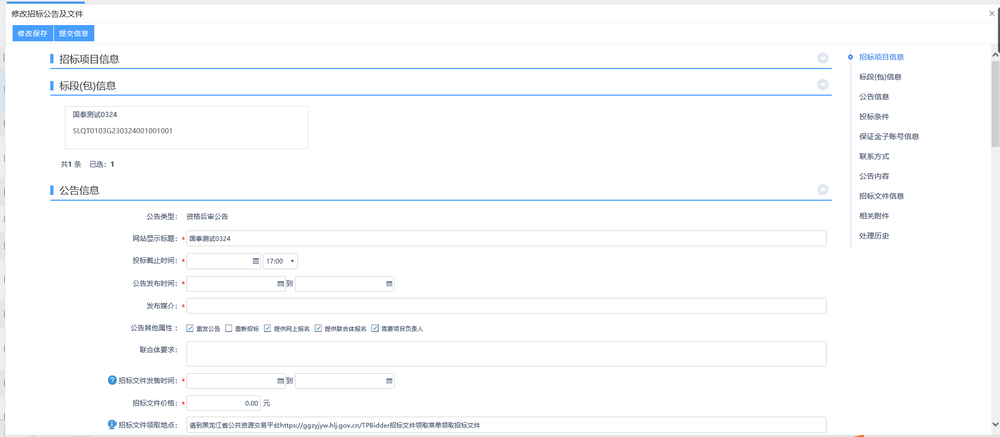 修改招标公告及文件
修改保存 提交信息
招标项目信息
标段(包)信息
国泰测试0324
SLQT0103G230324001001001
共1 条 已选：1
公告信息
公告类型： 资格后审公告
网站显示标题：* 国泰测试0324
投标截止时间：* 17:00
公告发布时间：* 到
发布媒介：*
公告其他属性： 重发公告 重新招标 提供网上报名 提供联合体报名 需要项目负责人
联合体要求：
? 招标文件发售时间：* 到
招标文件价格：* 0.00 元
招标文件领取地点： 请到黑龙江省公共资源交易平台https://ggzyjyw.hlj.gov.cn/TPBidder招标文件领取菜单领取招标文件
招标项目信息
标段(包)信息
公告信息
投标条件
保证金子账号信息
联系方式
公告内容
招标文件信息
相关附件
处理历史